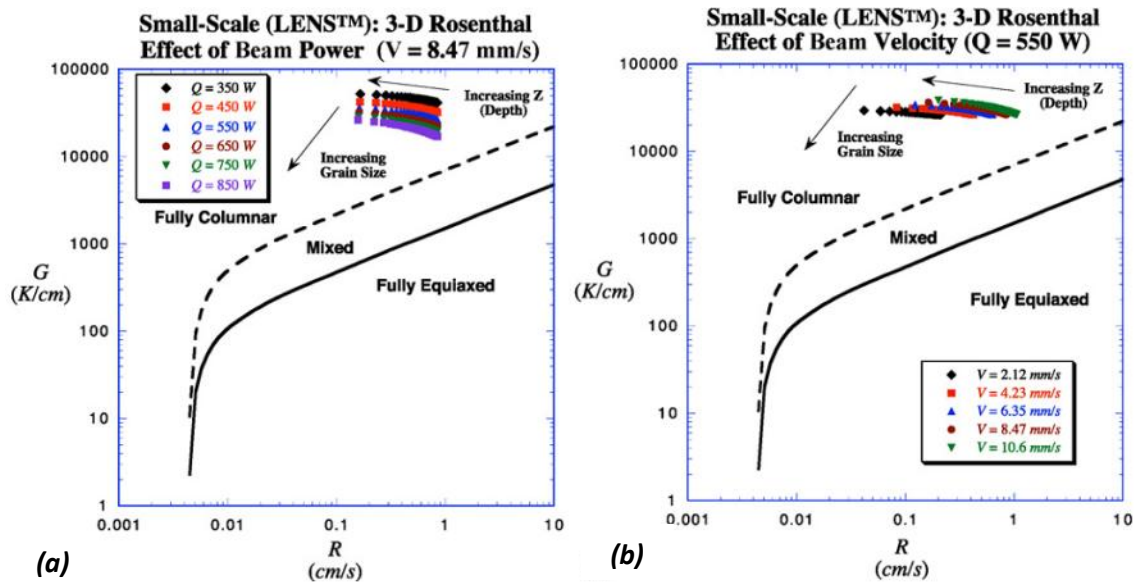 Small-Scale (LENS™): 3-D Rosenthal
Effect of Beam Power (V = 8.47 mm/s)
100000
10000
1000
100
10
1
G
(K/cm)
Q = 350 W
Q = 450 W
Q = 550 W
Q = 650 W
Q = 750 W
Q = 850 W
Increasing Z
(Depth)
Increasing
Grain Size
Fully Columnar
Mixed
Fully Equiaxed
0.001
0.01
0.1
1
10
R
(cm/s)
(a)
Small-Scale (LENS™): 3-D Rosenthal
Effect of Beam Velocity (Q = 550 W)
100000
10000
1000
100
10
1
G
(K/cm)
Increasing Z
(Depth)
Increasing
Grain Size
Fully Columnar
Mixed
Fully Equiaxed
V = 2.12 mm/s
V = 4.23 mm/s
V = 6.35 mm/s
V = 8.47 mm/s
V = 10.6 mm/s
0.001
0.01
0.1
1
10
R
(cm/s)
(b)